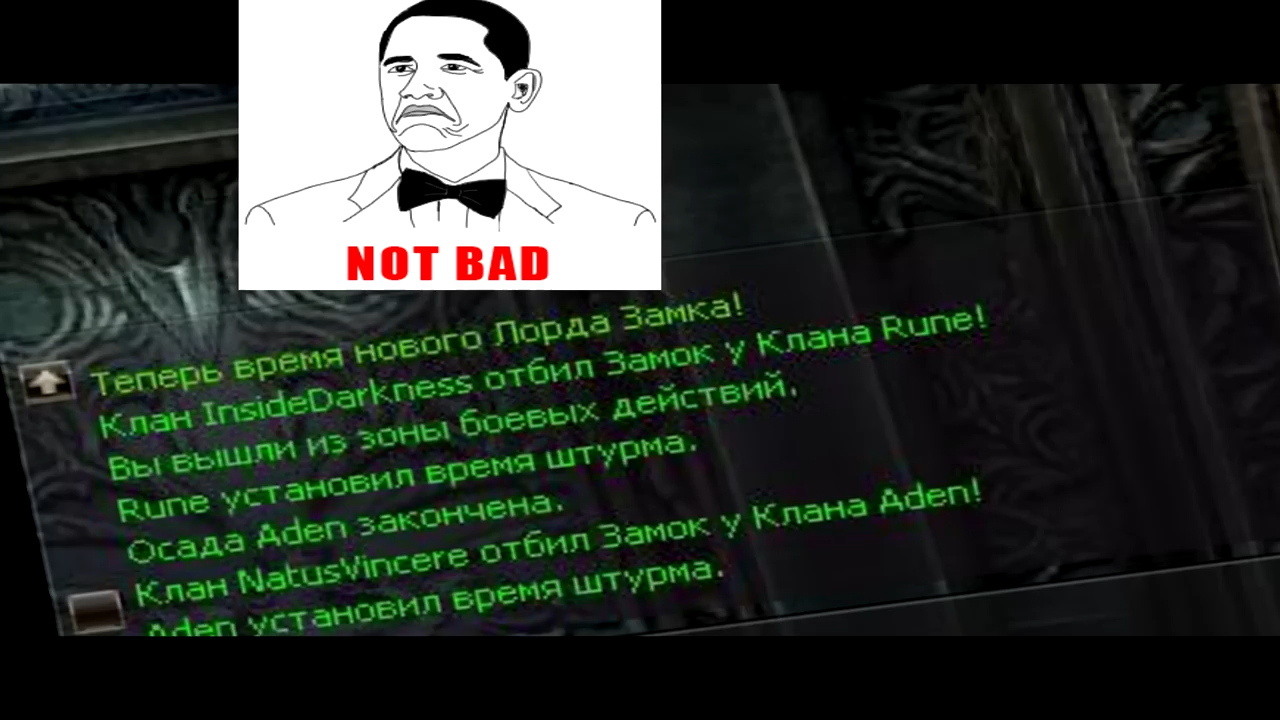 NOT BAD
Теперь время нового Лорда Замка!
Клан InsideDarkness отбил Замок у Клана Rune!
Вы вышли из зоны боевых действий.
Rune установил время штурма.
Осада Aden закончена.
Клан NatusVincere отбил Замок у Клана Aden!
Aden установил время штурма.